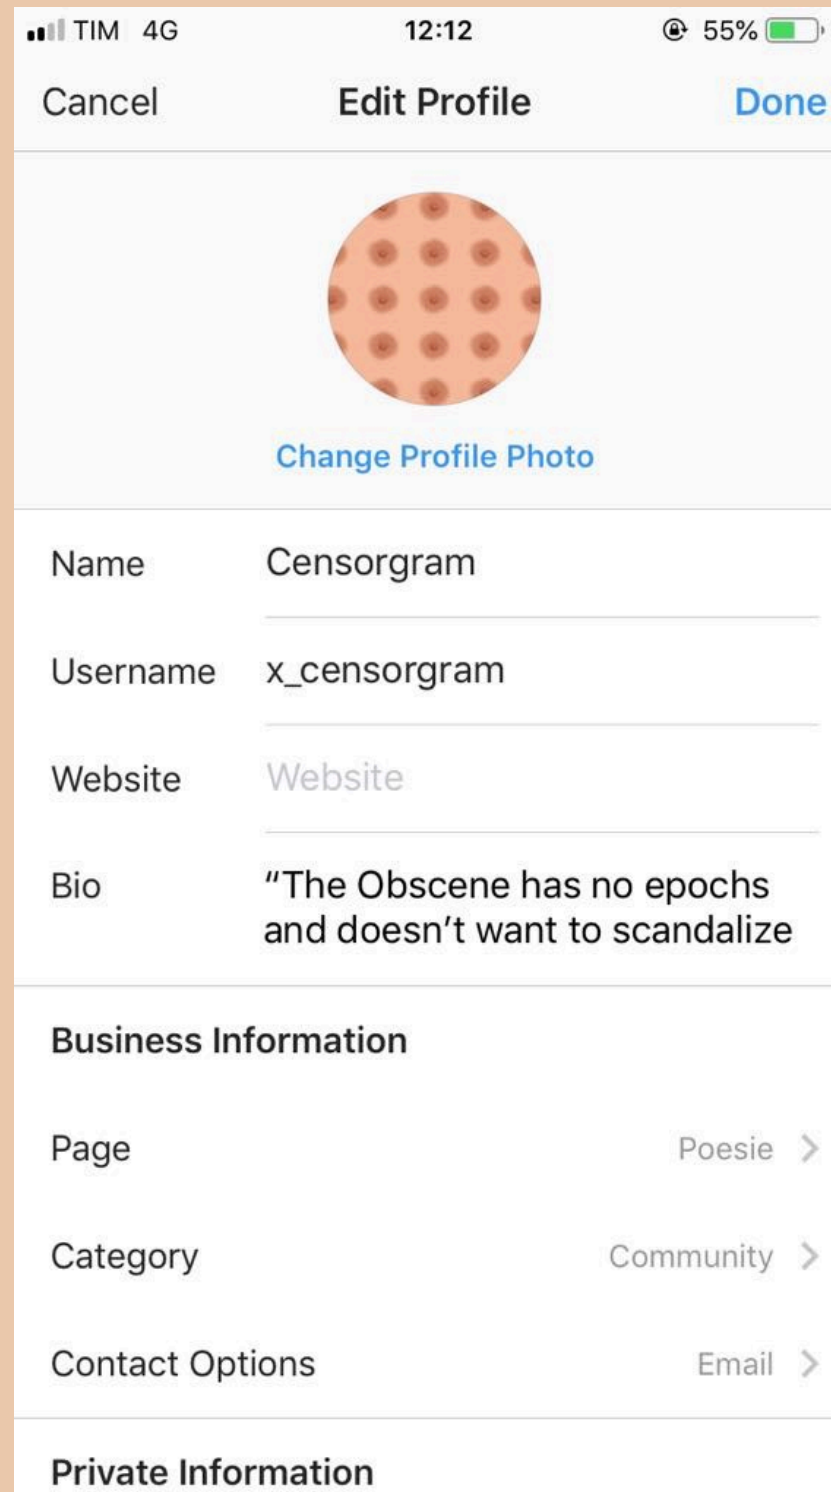 TIM 4G 12:12 55%
Cancel Edit Profile Done
Change Profile Photo
Name Censorgram
Username x_censorgram
Website Website
Bio "The Obscene has no epochs
and doesn’t want to scandalize
Business Information
Page Poesie
Category Community
Contact Options Email
Private Information